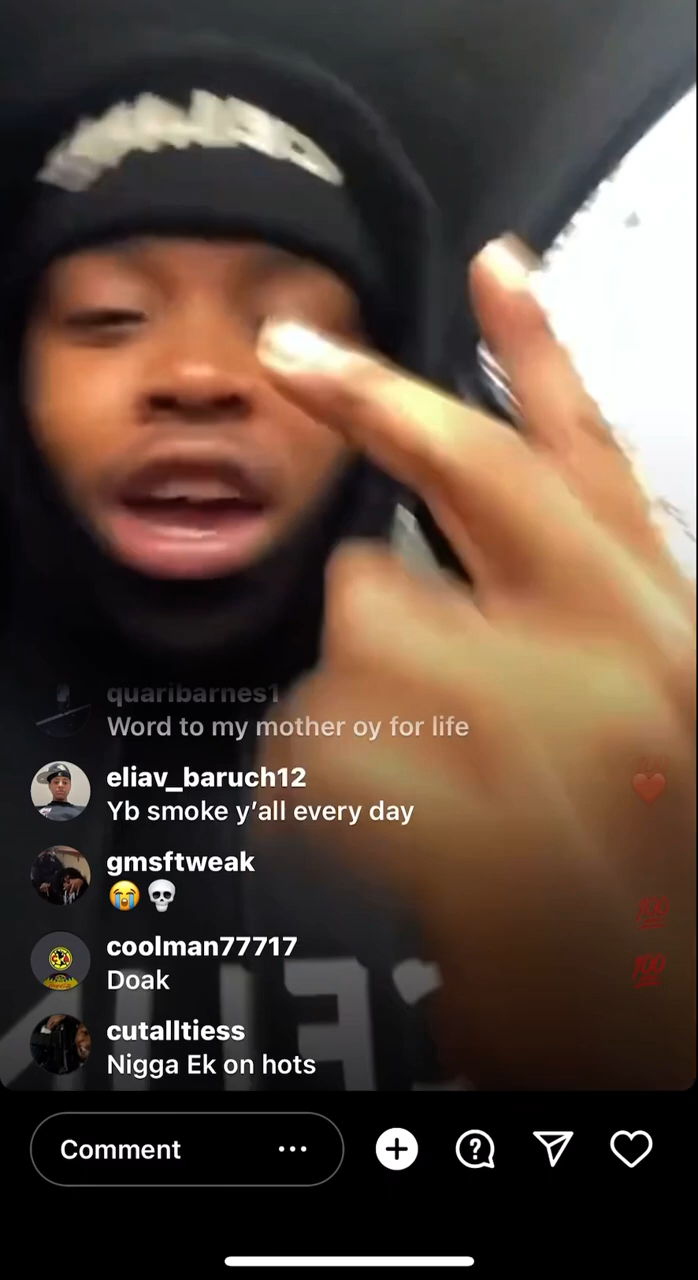 quaribarnes1
Word to my mother oy for life
eliav_baruch12
Yb smoke y’all every day
gmsftweak
😭💀
coolman77717
Doak
cutalltiess
Nigga Ek on hots
Comment